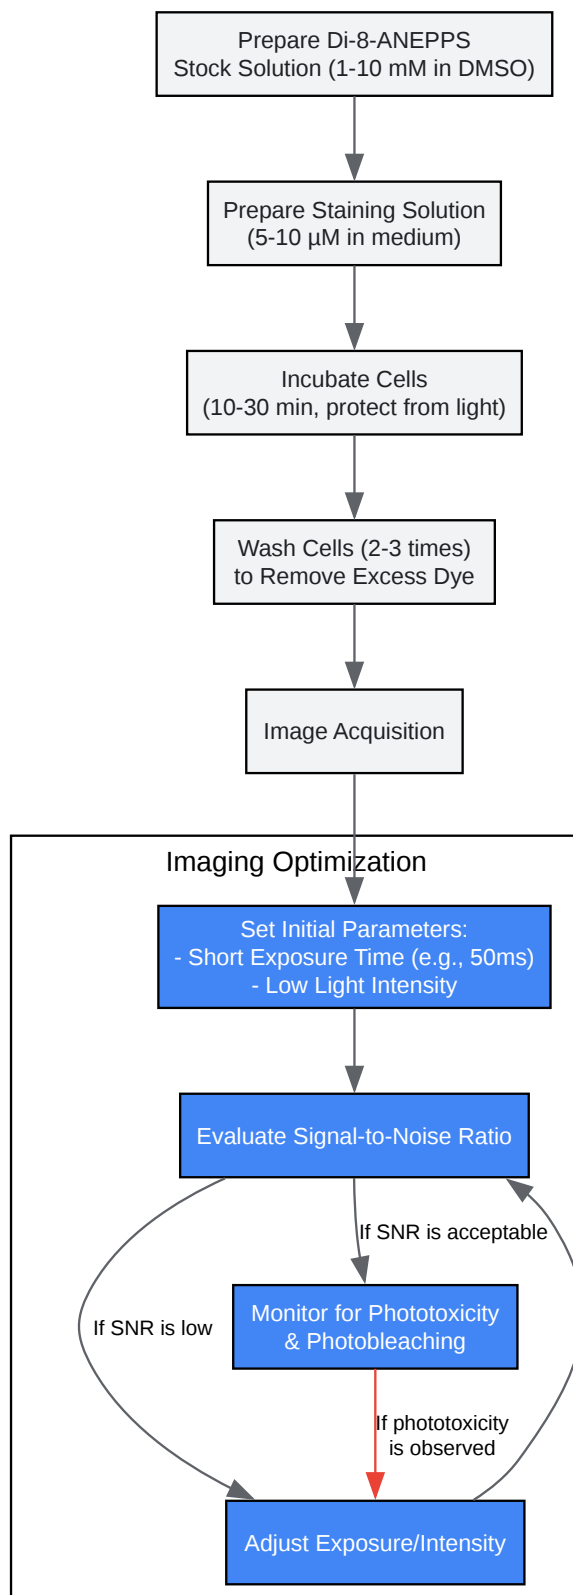 Prepare Di-8-ANEPPS
Stock Solution (1-10 mM in DMSO)
Prepare Staining Solution
(5-10 µM in medium)
Incubate Cells
(10-30 min, protect from light)
Wash Cells (2-3 times)
to Remove Excess Dye
Image Acquisition
Imaging Optimization
Set Initial Parameters:
- Short Exposure Time (e.g., 50ms)
- Low Light Intensity
Evaluate Signal-to-Noise Ratio
If SNR is acceptable
Monitor for Phototoxicity
& Photobleaching
If SNR is low
If phototoxicity
is observed
Adjust Exposure/Intensity